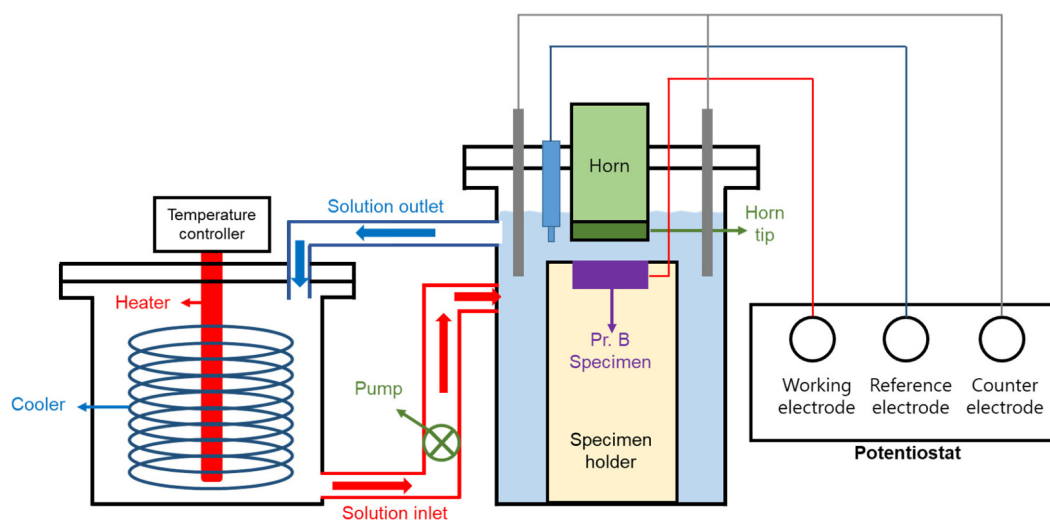 Horn
Horn
tip
Solution outlet
Temperature
controller
Heater
Cooler
Pump
Pr. B
Specimen
Specimen
holder
Solution inlet
Working
electrode
Reference
electrode
Counter
electrode
Potentiostat